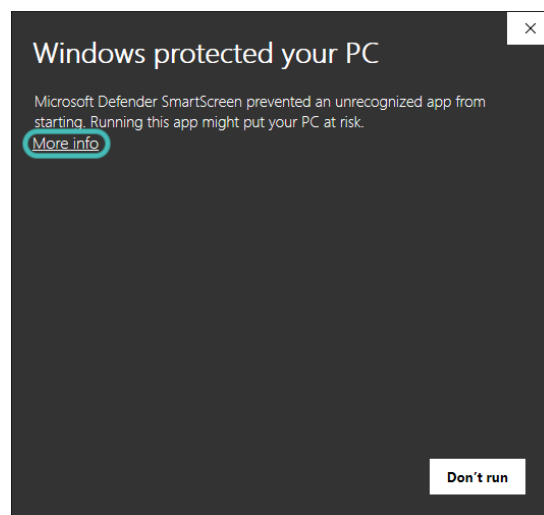 Windows protected your PC
Microsoft Defender SmartScreen prevented an unrecognized app from
starting. Running this app might put your PC at risk.
More info
Don't run